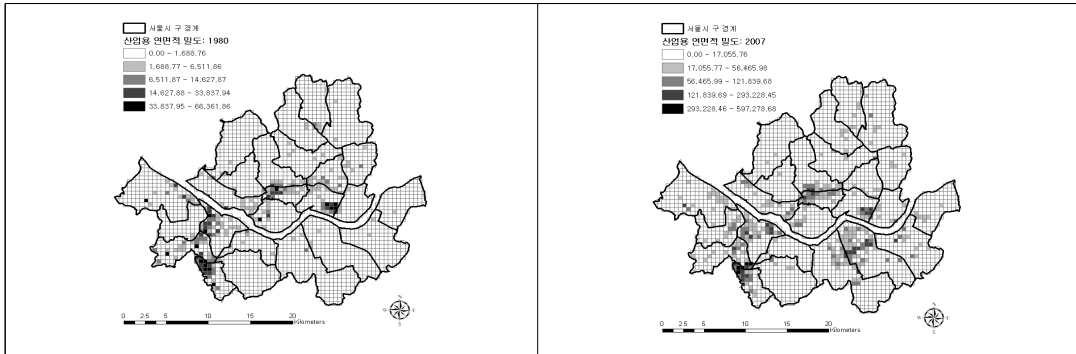 서울시 구 경계
산업용 연면적 밀도: 1980
0.00 - 1,688.76
1,688.77 - 6,511.86
6,511.87 - 14,627.87
14,627.88 - 33,837.94
33,837.95 - 66,361.86
N
W E
S
0 2.5 5 10 15 20
Kilometers
서울시 구 경계
산업용 연면적 밀도: 2007
0.00 - 17,055.76
17,055.77 - 56,465.98
56,465.99 - 121,839.68
121,839.69 - 293,228.45
293,228.46 - 597,278.68
N
W E
S
0 2.5 5 10 15 20
Kilometers